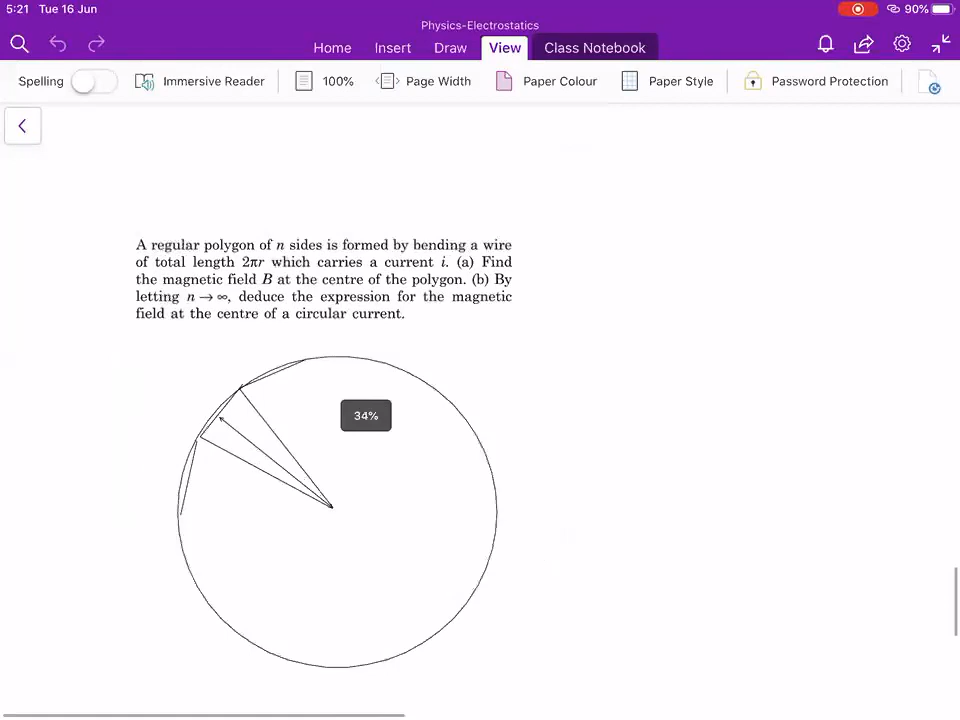 5:21 Tue 16 Jun
90%
Physics-Electrostatics
Home Insert Draw View Class Notebook
Spelling Immersive Reader 100% Page Width Paper Colour Paper Style Password Protection
A regular polygon of n sides is formed by bending a wire
of total length 2πr which carries a current i. (a) Find
the magnetic field B at the centre of the polygon. (b) By
letting n → ∞, deduce the expression for the magnetic
field at the centre of a circular current.
34%